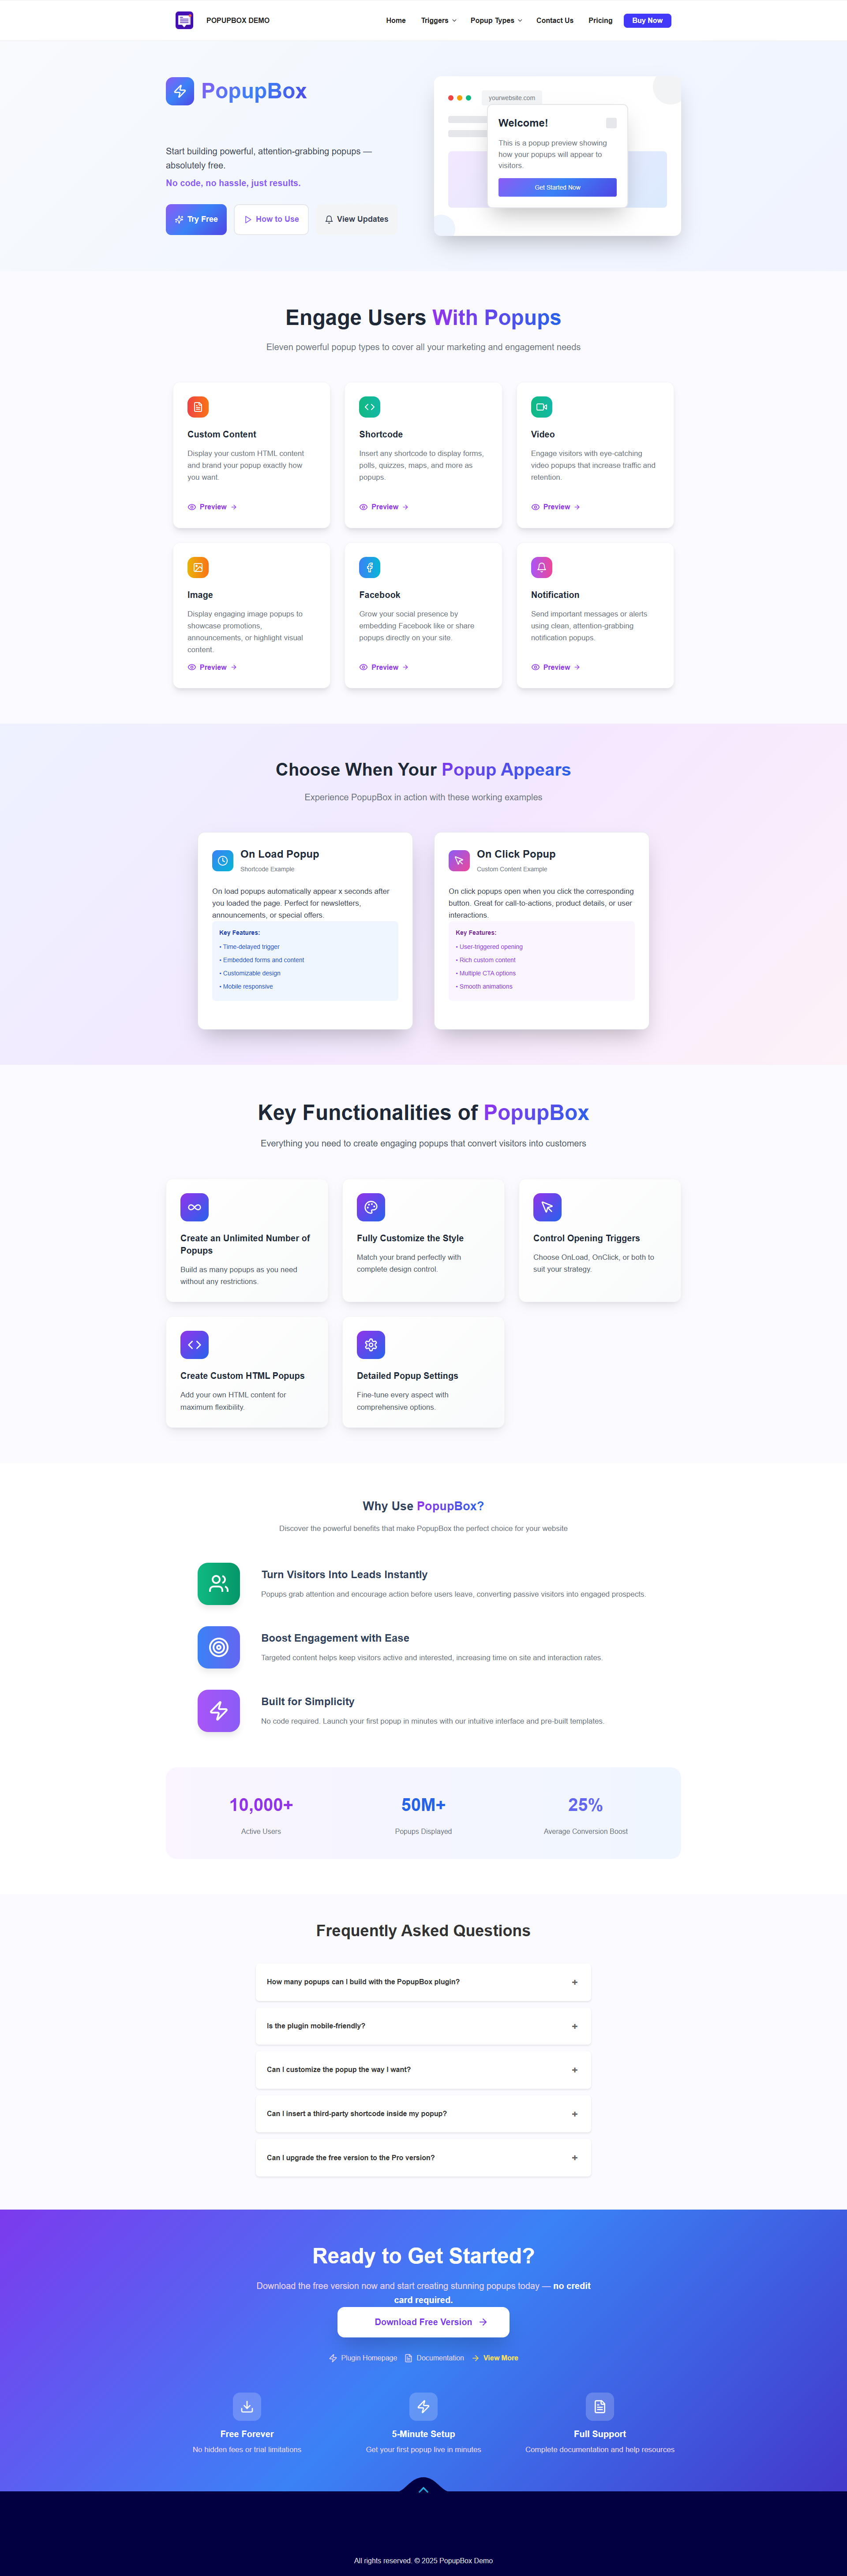 POPUPBOX DEMO
Home
Triggers
Popup Types
Contact Us
Pricing
Buy Now
PopupBox
Start building powerful, attention-grabbing popups —
absolutely free.
No code, no hassle, just results.
Try Free
How to Use
View Updates
yourwebsite.com
Welcome!
This is a popup preview showing
how your popups will appear to
visitors.
Get Started Now
Engage Users With Popups
Eleven powerful popup types to cover all your marketing and engagement needs
Custom Content
Display your custom HTML content
and brand your popup exactly how
you want.
Preview
Shortcode
Insert any shortcode to display forms,
polls, quizzes, maps, and more as
popups.
Preview
Video
Engage visitors with eye-catching
video popups that increase traffic and
retention.
Preview
Image
Display engaging image popups to
showcase promotions,
announcements, or highlight visual
content.
Preview
Facebook
Grow your social presence by
embedding Facebook like or share
popups directly on your site.
Preview
Notification
Send important messages or alerts
using clean, attention-grabbing
notification popups.
Preview
Choose When Your Popup Appears
Experience PopupBox in action with these working examples
On Load Popup
Shortcode Example
On load popups automatically appear x seconds after
you loaded the page. Perfect for newsletters,
announcements, or special offers.
Key Features:
• Time-delayed trigger
• Embedded forms and content
• Customizable design
• Mobile responsive
On Click Popup
Custom Content Example
On click popups open when you click the corresponding
button. Great for call-to-actions, product details, or user
interactions.
Key Features:
• User-triggered opening
• Rich custom content
• Multiple CTA options
• Smooth animations
Key Functionalities of PopupBox
Everything you need to create engaging popups that convert visitors into customers
Create an Unlimited Number of
Popups
Build as many popups as you need
without any restrictions.
Fully Customize the Style
Match your brand perfectly with
complete design control.
Control Opening Triggers
Choose OnLoad, OnClick, or both to
suit your strategy.
Create Custom HTML Popups
Add your own HTML content for
maximum flexibility.
Detailed Popup Settings
Fine-tune every aspect with
comprehensive options.
Why Use PopupBox?
Discover the powerful benefits that make PopupBox the perfect choice for your website
Turn Visitors Into Leads Instantly
Popups grab attention and encourage action before users leave, converting passive visitors into engaged prospects.
Boost Engagement with Ease
Targeted content helps keep visitors active and interested, increasing time on site and interaction rates.
Built for Simplicity
No code required. Launch your first popup in minutes with our intuitive interface and pre-built templates.
10,000+
Active Users
50M+
Popups Displayed
25%
Average Conversion Boost
Frequently Asked Questions
How many popups can I build with the PopupBox plugin?
Is the plugin mobile-friendly?
Can I customize the popup the way I want?
Can I insert a third-party shortcode inside my popup?
Can I upgrade the free version to the Pro version?
Ready to Get Started?
Download the free version now and start creating stunning popups today — no credit
card required.
Download Free Version
Plugin Homepage
Documentation
View More
Free Forever
No hidden fees or trial limitations
5-Minute Setup
Get your first popup live in minutes
Full Support
Complete documentation and help resources
All rights reserved. © 2025 PopupBox Demo